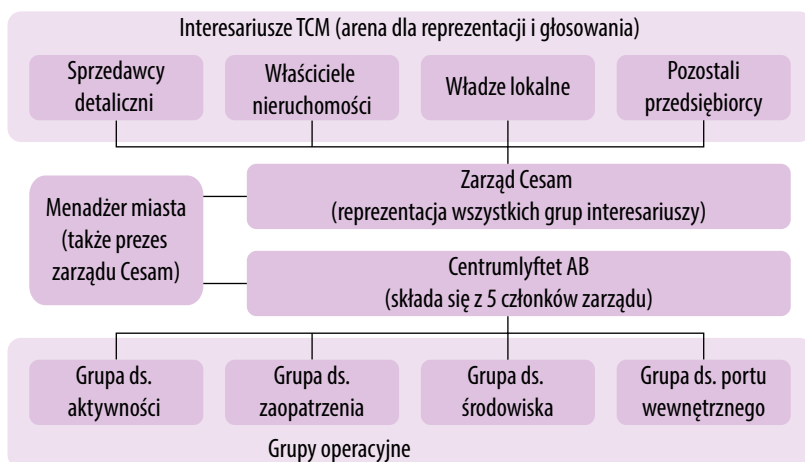 Interesariusze TCM (arena dla reprezentacji i głosowania)
Sprzedawcy
detaliczni
Właściciele
nieruchomości
Władze lokalne
Pozostali
przedsiębiorcy
Menadżer miasta
(także prezes
zarządu Cesam)
Zarząd Cesam
(reprezentacja wszystkich grup interesariuszy)
Centrumlyftet AB
(składa się z 5 członków zarządu)
Grupa ds.
aktywności
Grupa ds.
zaopatrzenia
Grupa ds.
środowiska
Grupa ds. portu
wewnętrznego
Grupy operacyjne